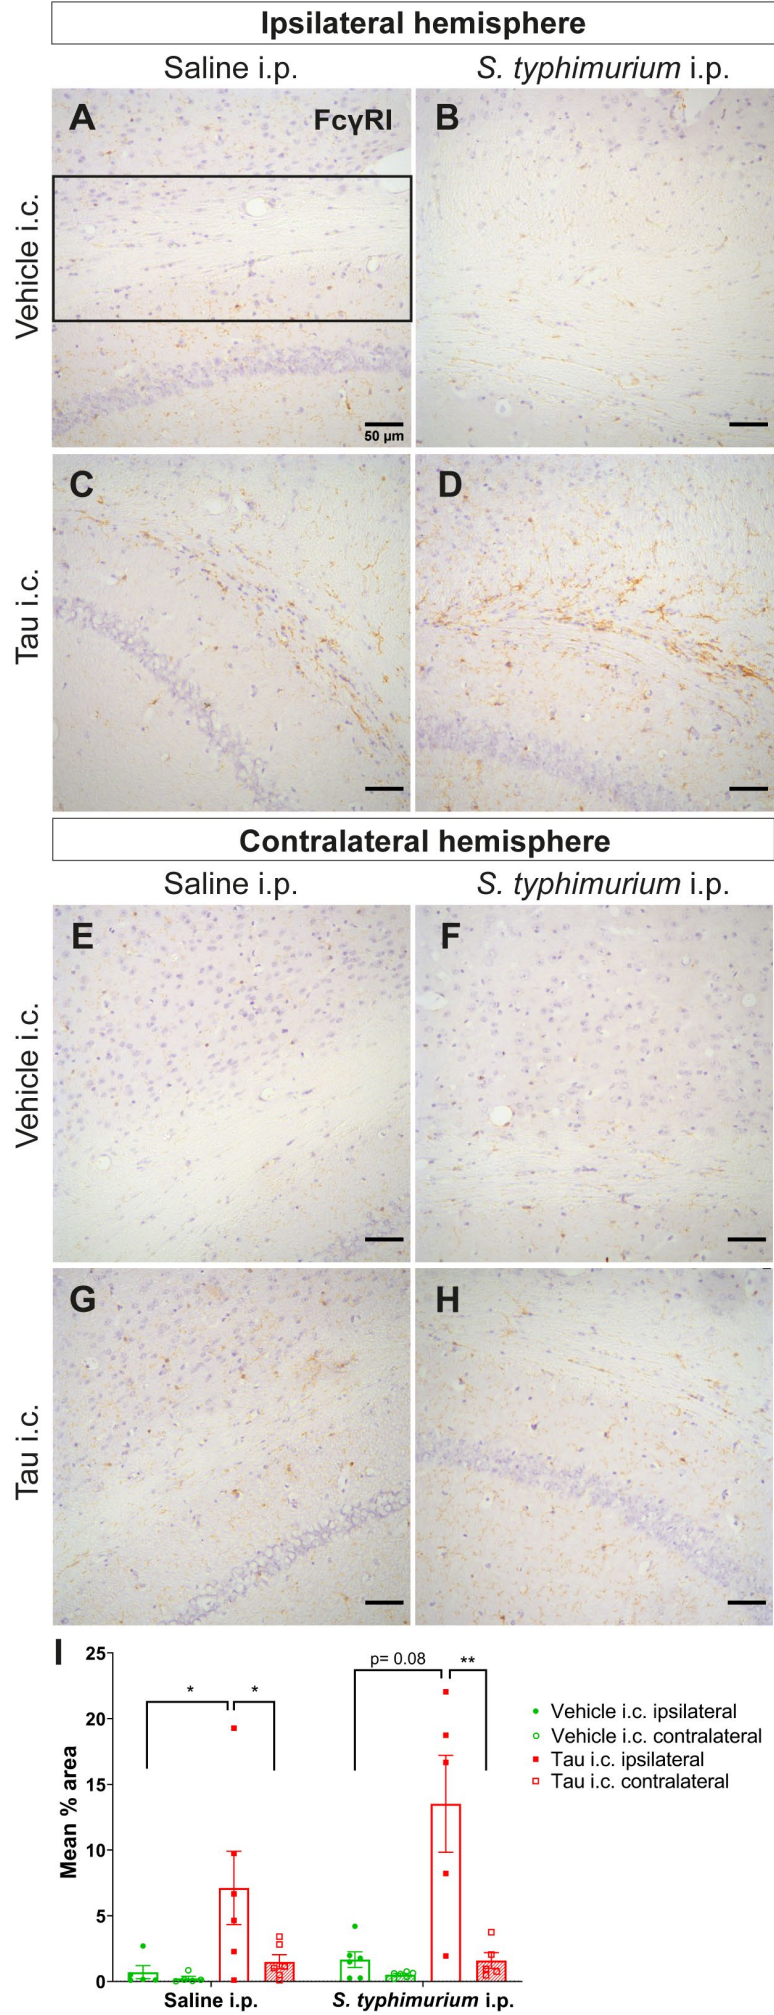 Ipsilateral hemisphere
Saline i.p.
S. typhimurium i.p.
Vehicle i.c.
A
FcγRI
B
50 µm
Tau i.c.
C
D
Contralateral hemisphere
Saline i.p.
S. typhimurium i.p.
Vehicle i.c.
E
F
Tau i.c.
G
H
I
Mean % area
25
20
15
10
5
0
*
*
p= 0.08
**
Saline i.p.
S. typhimurium i.p.
Vehicle i.c. ipsilateral
Vehicle i.c. contralateral
Tau i.c. ipsilateral
Tau i.c. contralateral